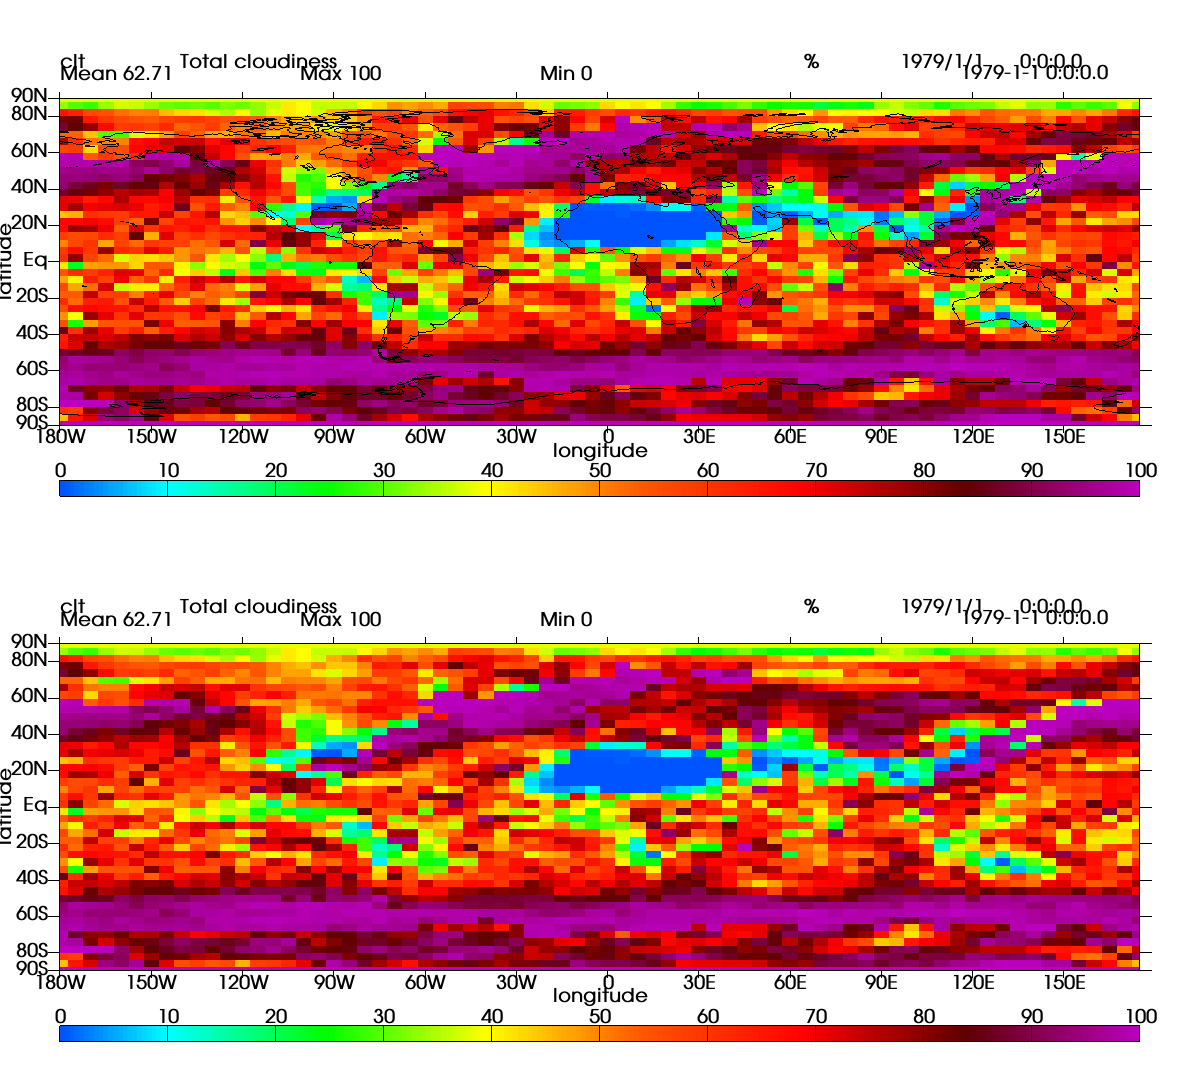 clt Total cloudiness % 1979/1/1 0:0:0.0
Mean 62.71 Max 100 Min 0 1979-1-1 0:0:0.0
90N
80N
60N
40N
20N
Eq
20S
40S
60S
80S
90S
latitude
180W 150W 120W 90W 60W 30W 0 30E 60E 90E 120E 150E
longitude
0 10 20 30 40 50 60 70 80 90 100
clt Total cloudiness % 1979/1/1 0:0:0.0
Mean 62.71 Max 100 Min 0 1979-1-1 0:0:0.0
90N
80N
60N
40N
20N
Eq
20S
40S
60S
80S
90S
latitude
180W 150W 120W 90W 60W 30W 0 30E 60E 90E 120E 150E
longitude
0 10 20 30 40 50 60 70 80 90 100